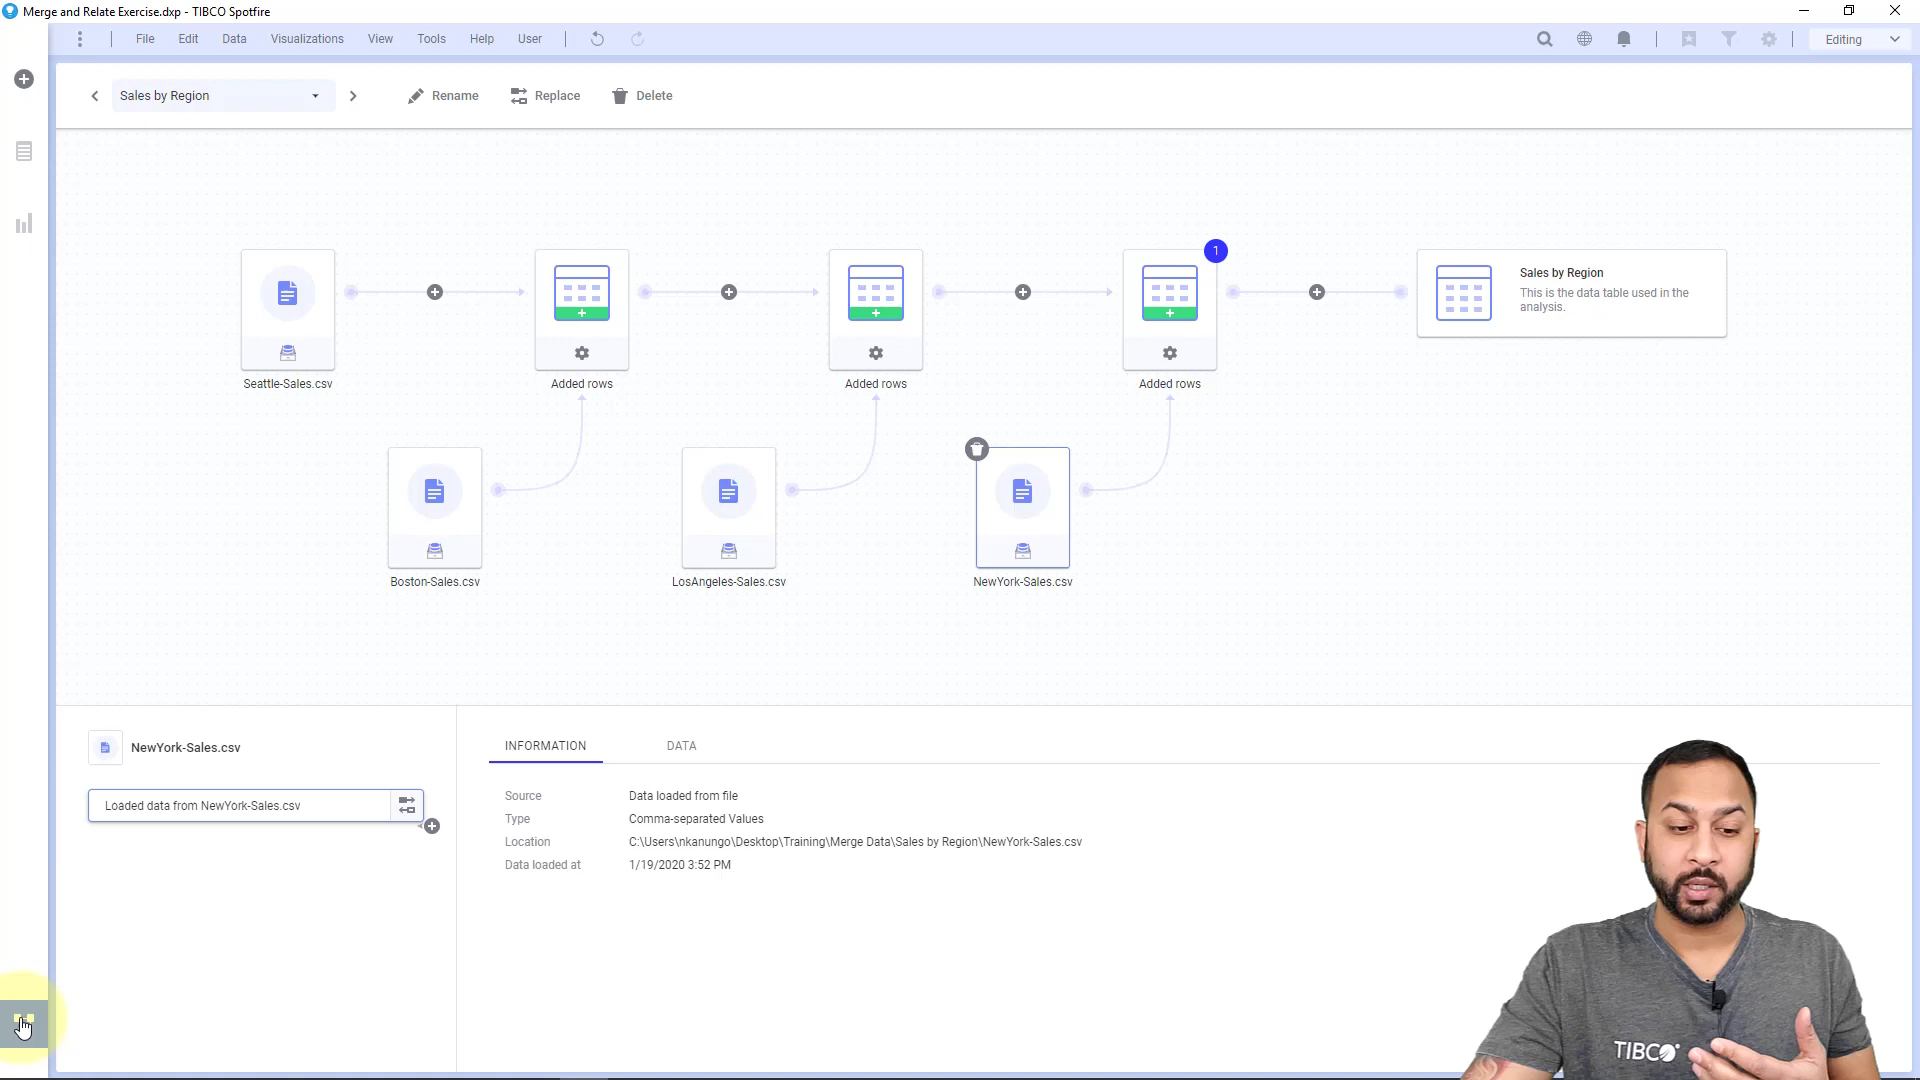 Merge and Relate Exercise.dxp - TIBCO Spotfire
File Edit Data Visualizations View Tools Help User Editing
Sales by Region Rename Replace Delete
1
Sales by Region
This is the data table used in the
analysis.
Seattle-Sales.csv Added rows Added rows Added rows
Boston-Sales.csv LosAngeles-Sales.csv NewYork-Sales.csv
NewYork-Sales.csv
Loaded data from NewYork-Sales.csv
INFORMATION DATA
Source Data loaded from file
Type Comma-separated Values
Location C:\Users\nkanungo\Desktop\Training\Merge Data\Sales by Region\NewYork-Sales.csv
Data loaded at 1/19/2020 3:52 PM
TIBCO